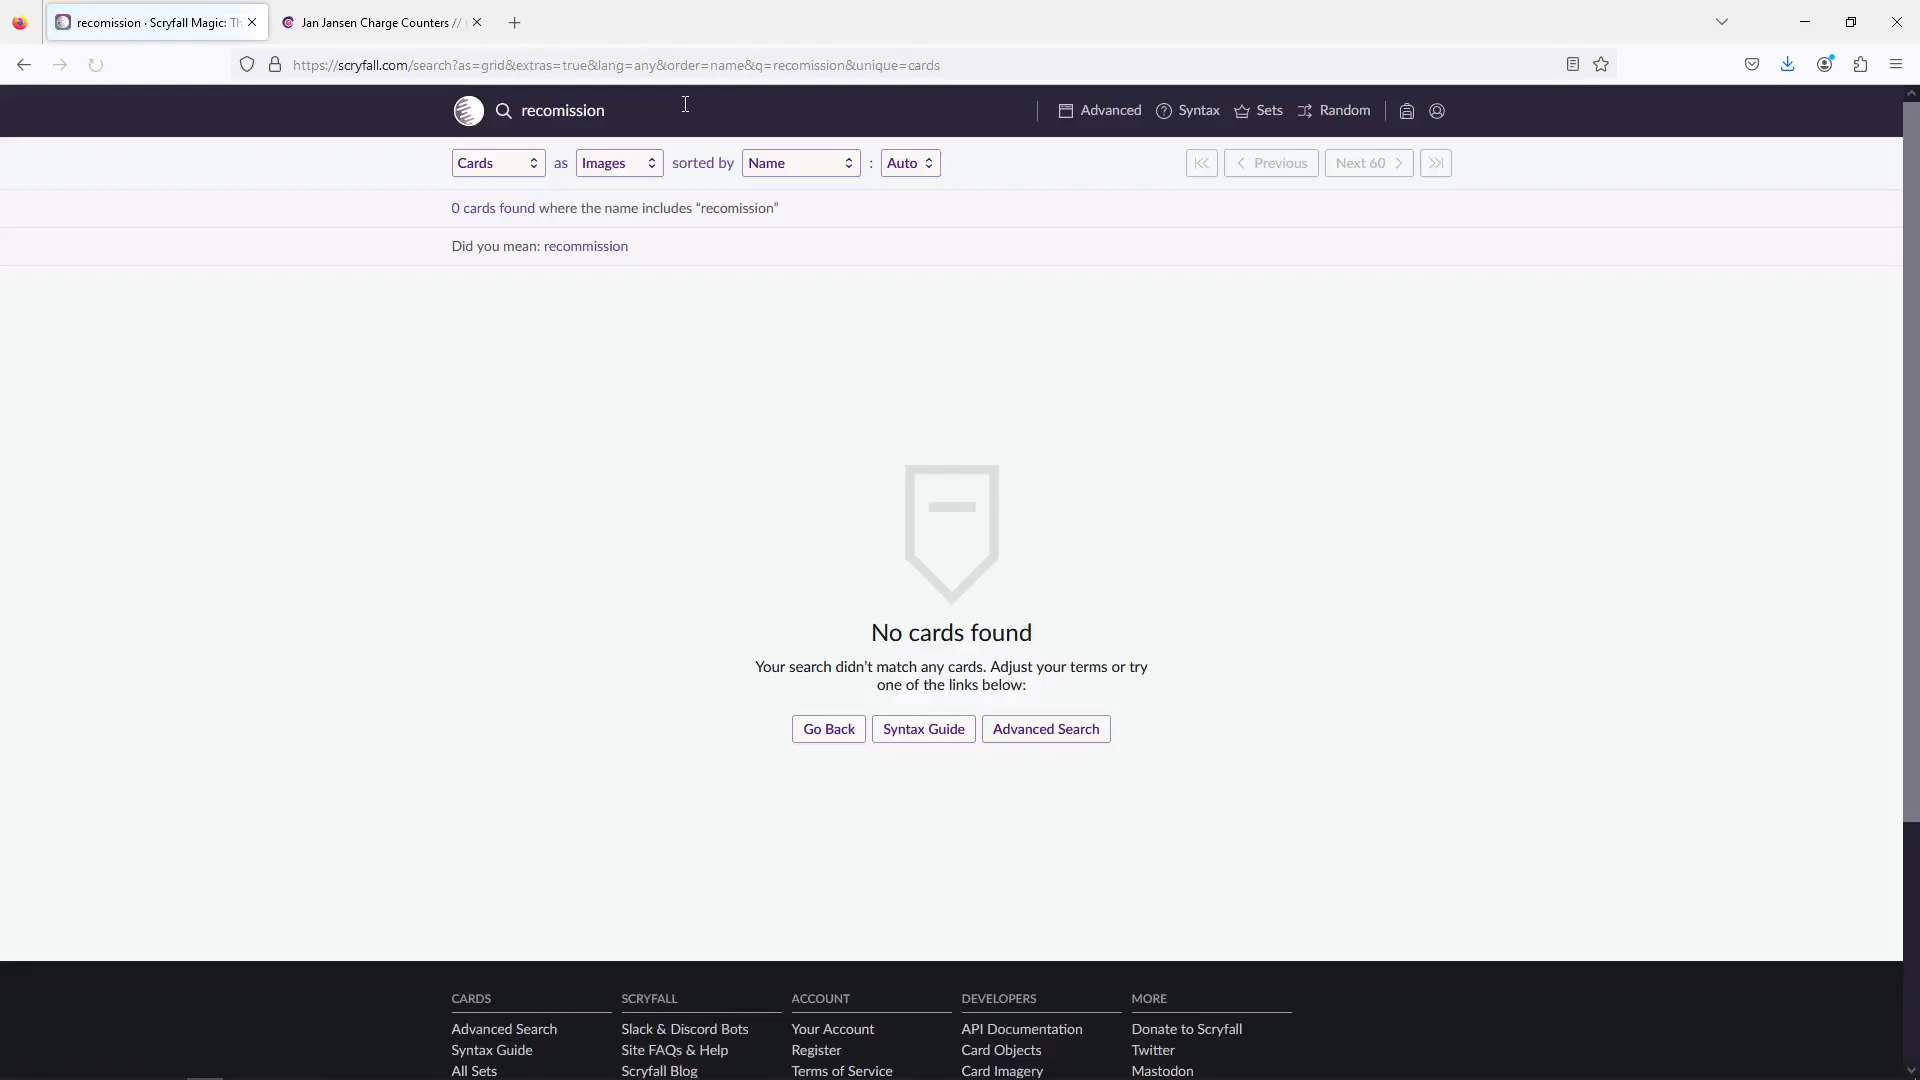 recomission · Scryfall Magic: Th
Jan Jansen Charge Counters //
https://scryfall.com/search?as=grid&extras=true&lang=any&order=name&q=recomission&unique=cards
recomission
Advanced
Syntax
Sets
Random
Cards as Images sorted by Name : Auto
Previous
Next 60
0 cards found where the name includes “recomission“
Did you mean: recommission
No cards found
Your search didn’t match any cards. Adjust your terms or try
one of the links below:
Go Back
Syntax Guide
Advanced Search
CARDS SCRYFALL ACCOUNT DEVELOPERS MORE
Advanced Search Slack & Discord Bots Your Account API Documentation Donate to Scryfall
Syntax Guide Site FAQs & Help Register Card Objects Twitter
All Sets Scryfall Blog Terms of Service Card Imagery Mastodon